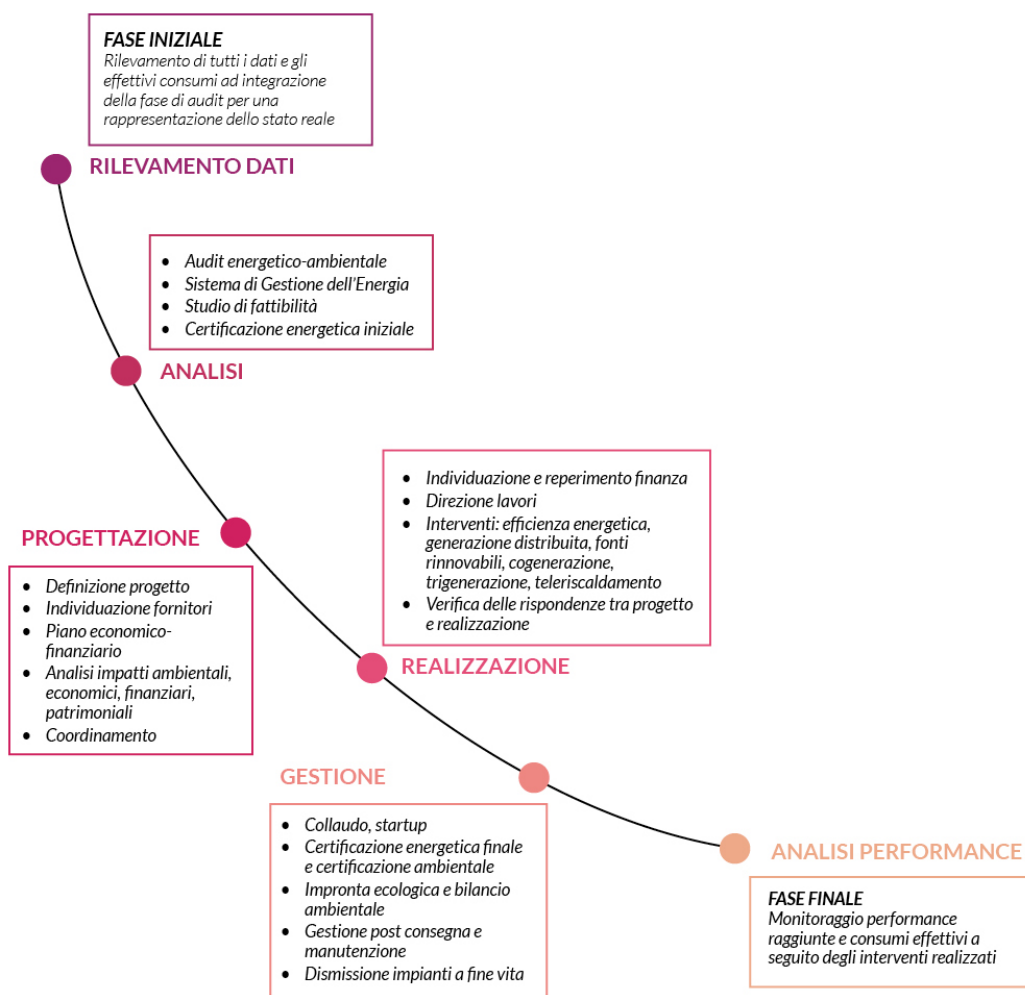 FASE INIZIALE
Rilevamento di tutti i dati e gli
effettivi consumi ad integrazione
della fase di audit per una
rappresentazione dello stato reale
RILEVAMENTO DATI
• Audit energetico-ambientale
• Sistema di Gestione dell'Energia
• Studio di fattibilità
• Certificazione energetica iniziale
ANALISI
PROGETTAZIONE
• Definizione progetto
• Individuazione fornitori
• Piano economico-
finanziario
• Analisi impatti ambientali,
economici, finanziari,
patrimoniali
• Coordinamento
• Individuazione e reperimento finanza
• Direzione lavori
• Interventi: efficienza energetica,
generazione distribuita, fonti
rinnovabili, cogenerazione,
trigenerazione, teleriscaldamento
• Verifica delle rispondenze tra progetto
e realizzazione
REALIZZAZIONE
GESTIONE
• Collaudo, startup
• Certificazione energetica finale
e certificazione ambientale
• Impronta ecologica e bilancio
ambientale
• Gestione post consegna e
manutenzione
• Dismissione impianti a fine vita
ANALISI PERFORMANCE
FASE FINALE
Monitoraggio performance
raggiunte e consumi effettivi a
seguito degli interventi realizzati